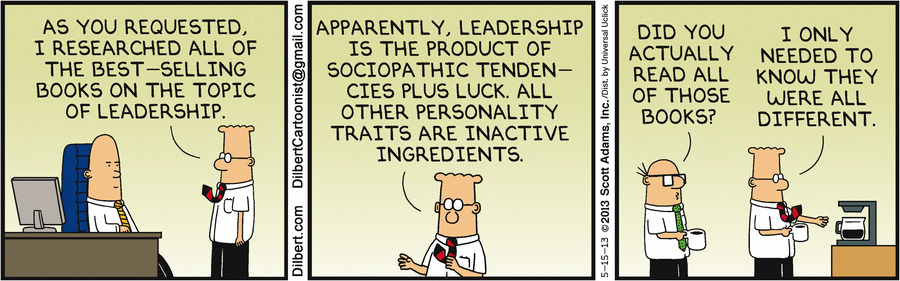 AS YOU REQUESTED,
I RESEARCHED ALL OF
THE BEST-SELLING
BOOKS ON THE TOPIC
OF LEADERSHIP.
Dilbert.com DilbertCartoonist@gmail.com
APPARENTLY, LEADERSHIP
IS THE PRODUCT OF
SOCIOPATHIC TENDEN-
CIES PLUS LUCK. ALL
OTHER PERSONALITY
TRAITS ARE INACTIVE
INGREDIENTS.
5-15-13 ©2013 Scott Adams, Inc./Dist. by Universal Uclick
DID YOU
ACTUALLY
READ ALL
OF THOSE
BOOKS?
I ONLY
NEEDED TO
KNOW THEY
WERE ALL
DIFFERENT.